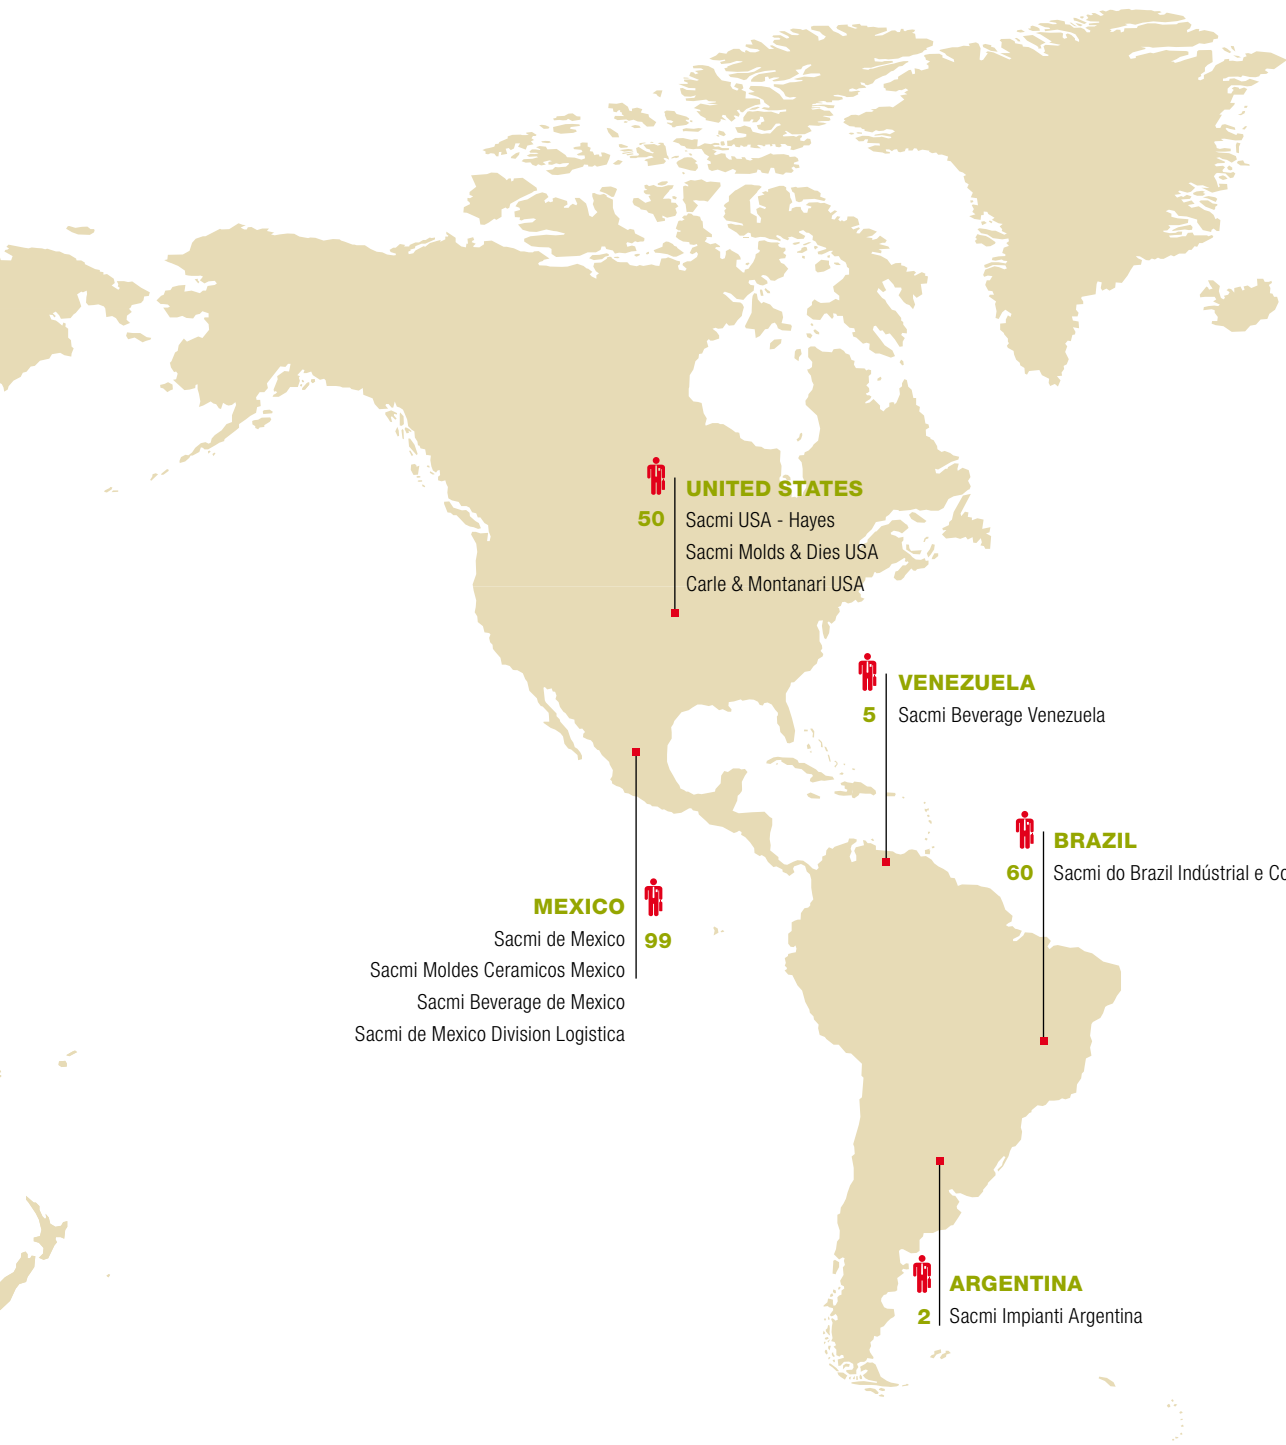 UNITED STATES
50
Sacmi USA - Hayes
Sacmi Molds & Dies USA
Carle & Montanari USA
VENEZUELA
5
Sacmi Beverage Venezuela
BRAZIL
60
Sacmi do Brazil Indústrial e
MEXICO
99
Sacmi de Mexico
Sacmi Moldes Ceramicos Mexico
Sacmi Beverage de Mexico
Sacmi de Mexico Division Logistica
ARGENTINA
2
Sacmi Impianti Argentina